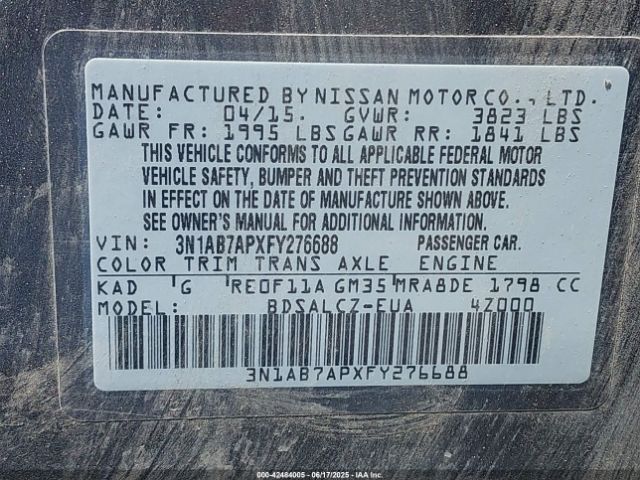 MANUFACTURED BY NISSAN MOTOR CO., LTD.
DATE: 04/15. GVWR: 3823 LBS
GAWR FR: 1995 LBS GAWR RR: 1841 LBS
THIS VEHICLE CONFORMS TO ALL APPLICABLE FEDERAL MOTOR
VEHICLE SAFETY, BUMPER AND THEFT PREVENTION STANDARDS
IN EFFECT ON THE DATE OF MANUFACTURE SHOWN ABOVE.
SEE OWNER'S MANUAL FOR ADDITIONAL INFORMATION.
VIN: 3N1AB7APXFY276688 PASSENGER CAR.
COLOR TRIM TRANS AXLE ENGINE
KAD G RE0F11A GM35 MRA8DE 1798 CC
MODEL: BDSALCZ-EUA 4Z000
3N1AB7APXFY276688
000-42484005 - 06/17/2025 - IAA, Inc.